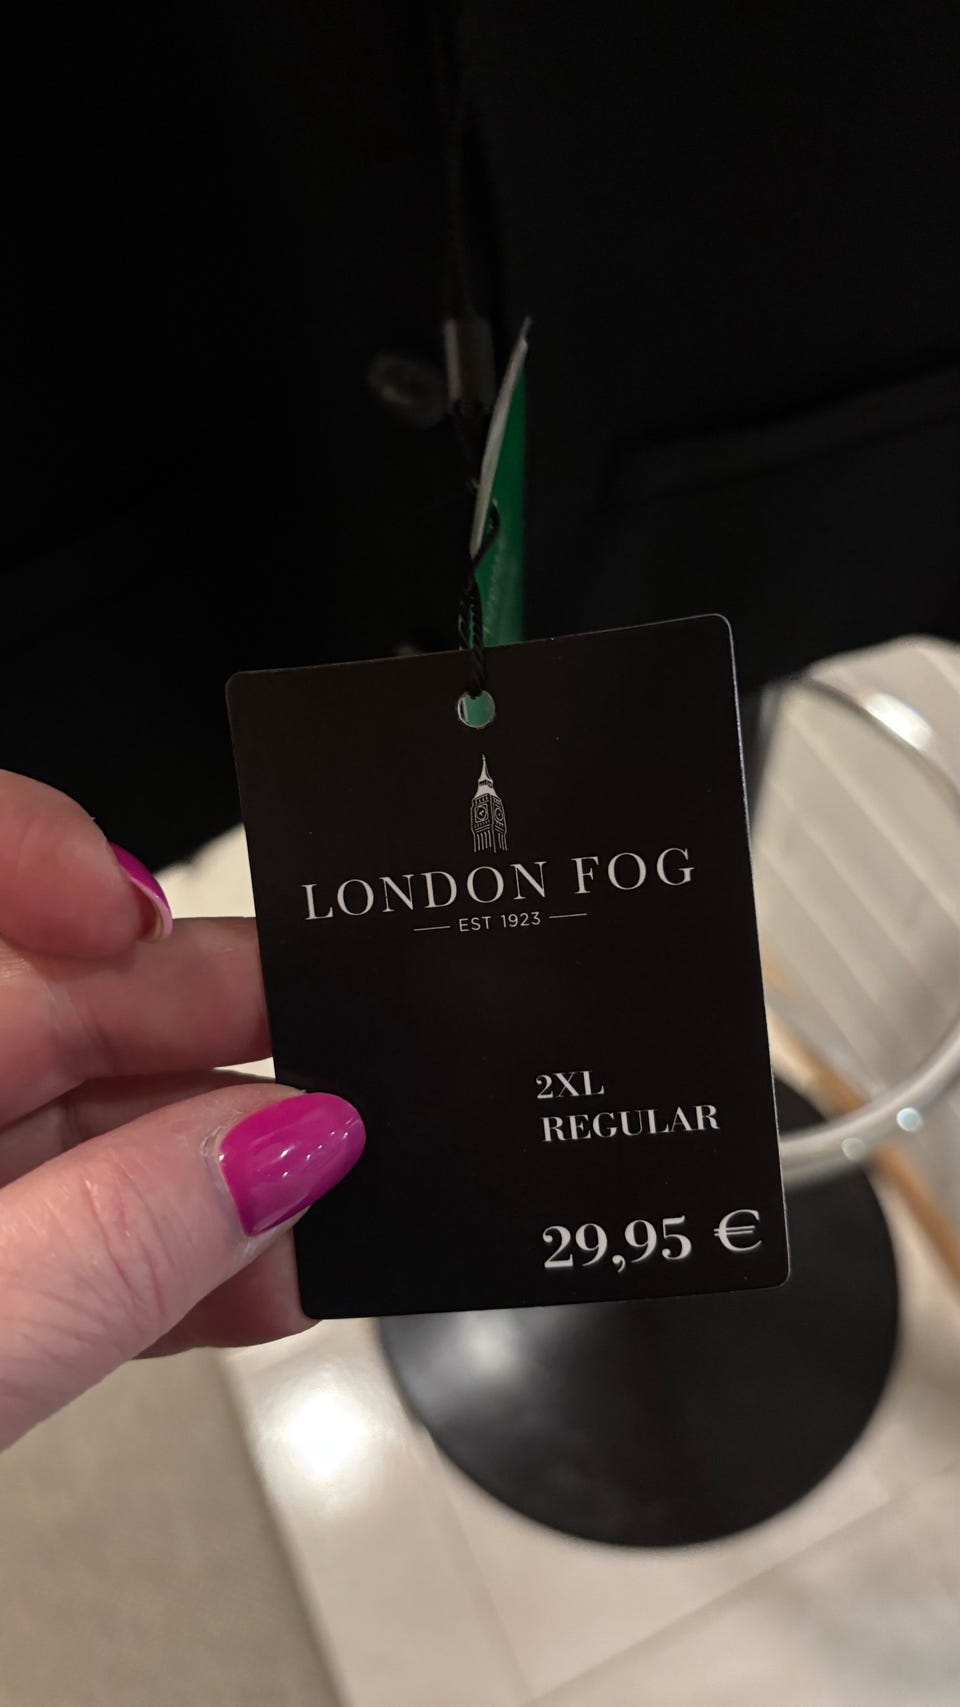 LONDON FOG
EST 1923
2XL
REGULAR
29,95 €